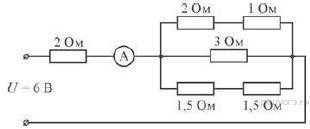 2 Ом 1 Ом
2 Ом A 3 Ом
U = 6 В
1,5 Ом 1,5 Ом